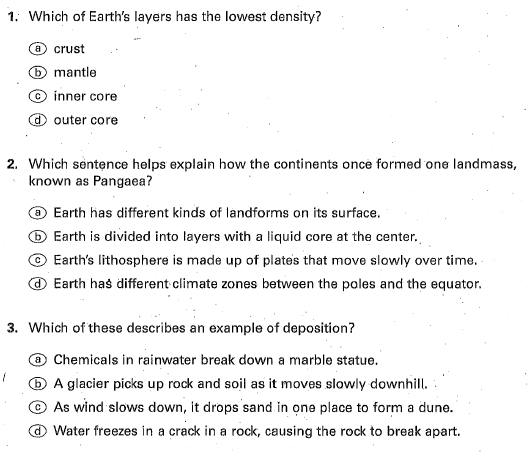 1. Which of Earth's layers has the lowest density?
ⓐ crust
ⓑ mantle
ⓒ inner core
ⓓ outer core
2. Which sentence helps explain how the continents once formed one landmass,
known as Pangaea?
ⓐ Earth has different kinds of landforms on its surface.
ⓑ Earth is divided into layers with a liquid core at the center.
ⓒ Earth's lithosphere is made up of plates that move slowly over time.
ⓓ Earth has different climate zones between the poles and the equator.
3. Which of these describes an example of deposition?
ⓐ Chemicals in rainwater break down a marble statue.
ⓑ A glacier picks up rock and soil as it moves slowly downhill.
ⓒ As wind slows down, it drops sand in one place to form a dune.
ⓓ Water freezes in a crack in a rock, causing the rock to break apart.